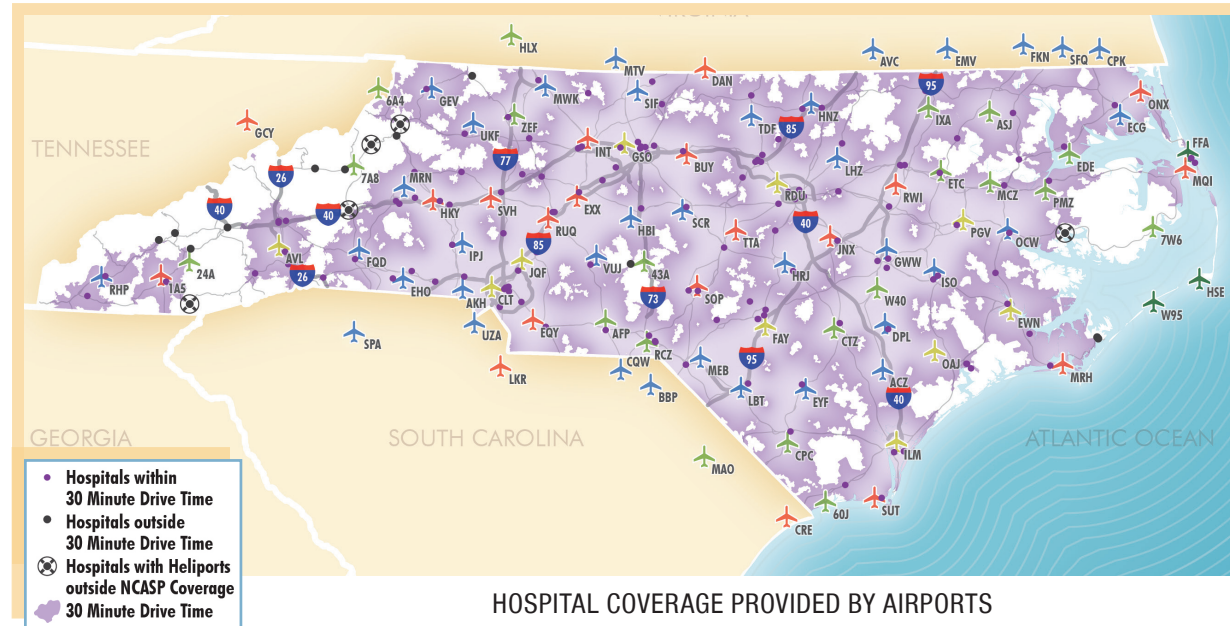 VIRGINIA
HLX
MTV
DAN
AVC
EMV
FKN
SFQ
CPK
6A4
GEV
MWK
SIF
95
ONX
GCY
UKF
ZEF
TDF
HNZ
IXA
ASJ
ECG
TENNESSEE
INT
GSO
85
77
BUY
LHZ
EDE
FFA
MQI
26
7A8
MRN
HKY
SVH
EXX
RDU
RWI
ETC
MCZ
PMZ
40
40
RUQ
HBI
SCR
TTA
40
JNX
PGV
OCW
7W6
AVL
FQD
IPJ
85
JQF
VUJ
43A
HRJ
GWW
ISO
HSE
RHP
1A5
24A
26
EHO
AKH
CLT
73
SOP
W40
W95
SPA
UZA
EQY
AFP
RCZ
FAY
CTZ
DPL
EWN
LKR
CQW
BBP
MEB
95
LBT
EYF
ACZ
OAJ
MRH
40
GEORGIA
SOUTH CAROLINA
MAO
CPC
ILM
ATLANTIC OCEAN
CRE
60J
SUT
Hospitals within
30 Minute Drive Time
Hospitals outside
30 Minute Drive Time
Hospitals with Heliports
outside NCASP Coverage
30 Minute Drive Time
HOSPITAL COVERAGE PROVIDED BY AIRPORTS